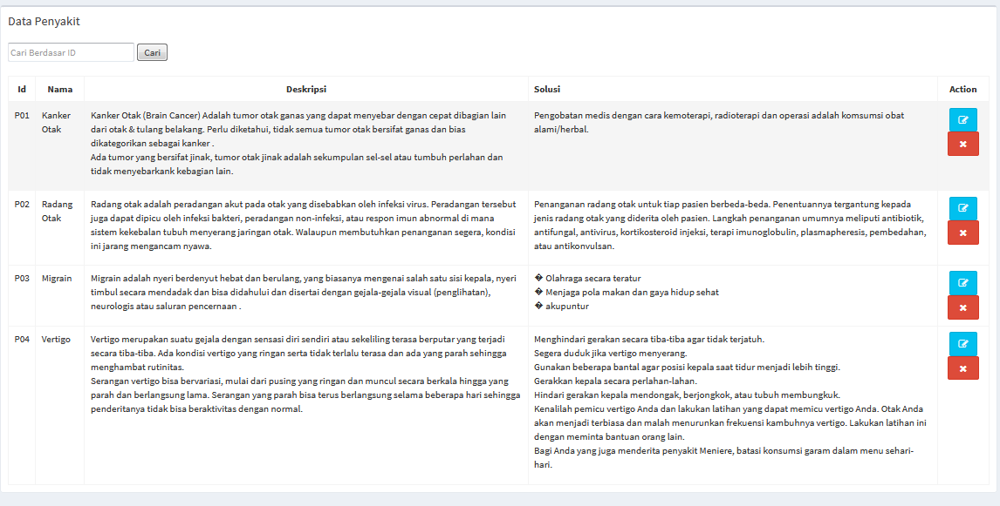 Data Penyakit
Cari Berdasar ID
Cari
Id Nama Deskripsi Solusi Action
P01
Kanker
Otak
Kanker Otak (Brain Cancer) Adalah tumor otak ganas yang dapat menyebar dengan cepat dibagian lain
dari otak & tulang belakang. Perlu diketahui, tidak semua tumor otak bersifat ganas dan bias
dikategorikan sebagai kanker .
Ada tumor yang bersifat jinak, tumor otak jinak adalah sekumpulan sel-sel atau tumbuh perlahan dan
tidak menyebarkank kebagian lain.
Pengobatan medis dengan cara kemoterapi, radioterapi dan operasi adalah komsumsi obat
alami/herbal.
P02
Radang
Otak
Radang otak adalah peradangan akut pada otak yang disebabkan oleh infeksi virus. Peradangan tersebut
juga dapat dipicu oleh infeksi bakteri, peradangan non-infeksi, atau respon imun abnormal di mana
sistem kekebalan tubuh menyerang jaringan otak. Walaupun membutuhkan penanganan segera, kondisi
ini jarang mengancam nyawa.
Penanganan radang otak untuk tiap pasien berbeda-beda. Penentuannya tergantung kepada
jenis radang otak yang diderita oleh pasien. Langkah penanganan umumnya meliputi antibiotik,
antifungal, antivirus, kortikosteroid injeksi, terapi imunoglobulin, plasmapheresis, pembedahan,
atau antikonvulsan.
P03
Migrain
Migrain adalah nyeri berdenyut hebat dan berulang, yang biasanya mengenai salah satu sisi kepala, nyeri
timbul secara mendadak dan bisa didahului dan disertai dengan gejala-gejala visual (penglihatan),
neurologis atau saluran pencernaan .
� Olahraga secara teratur
� Menjaga pola makan dan gaya hidup sehat
� akupuntur
P04
Vertigo
Vertigo merupakan suatu gejala dengan sensasi diri sendiri atau sekeliling terasa berputar yang terjadi
secara tiba-tiba. Ada kondisi vertigo yang ringan serta tidak terlalu terasa dan ada yang parah sehingga
menghambat rutinitas.
Serangan vertigo bisa bervariasi, mulai dari pusing yang ringan dan muncul secara berkala hingga yang
parah dan berlangsung lama. Serangan yang parah bisa terus berlangsung selama beberapa hari sehingga
penderitanya tidak bisa beraktivitas dengan normal.
Menghindari gerakan secara tiba-tiba agar tidak terjatuh.
Segera duduk jika vertigo menyerang.
Gunakan beberapa bantal agar posisi kepala saat tidur menjadi lebih tinggi.
Gerakkan kepala secara perlahan-lahan.
Hindari gerakan kepala mendongak, berjongkok, atau tubuh membungkuk.
Kenalilah pemicu vertigo Anda dan lakukan latihan yang dapat memicu vertigo Anda. Otak Anda
akan menjadi terbiasa dan malah menurunkan frekuensi kambuhnya vertigo. Lakukan latihan ini
dengan meminta bantuan orang lain.
Bagi Anda yang juga menderita penyakit Meniere, batasi konsumsi garam dalam menu sehari-
hari.